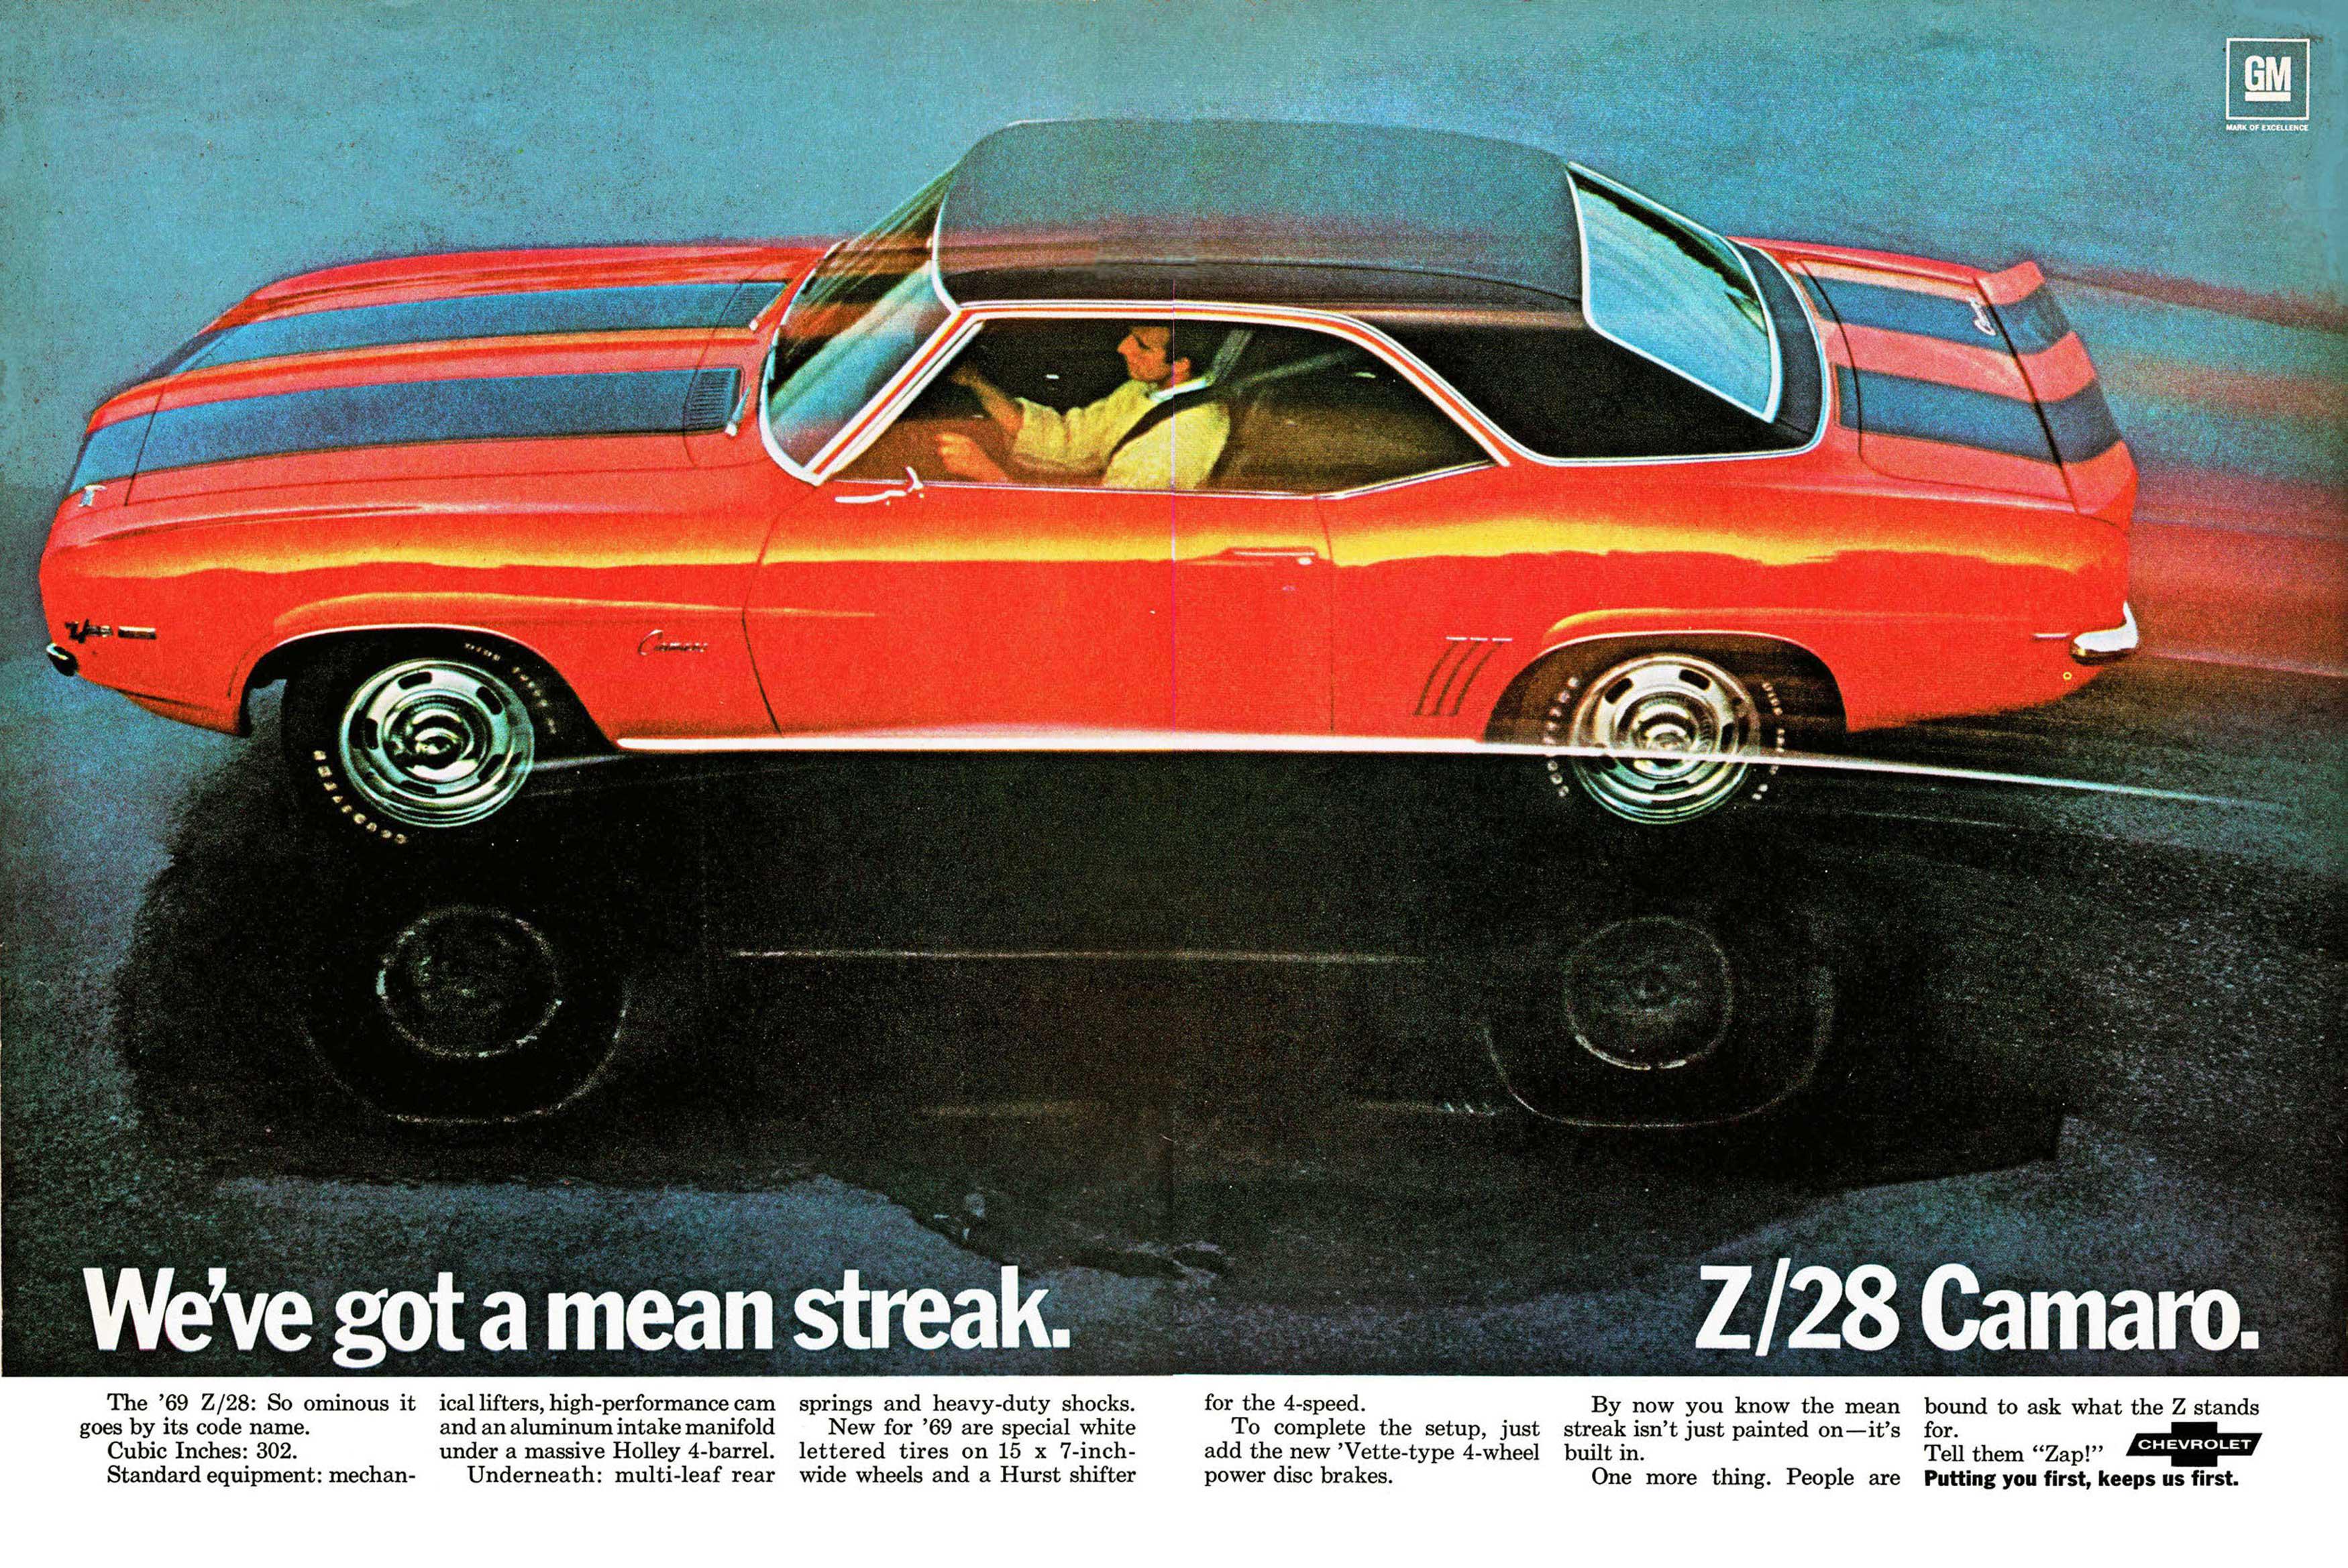 GM
MARK OF EXCELLENCE
Camaro
Z/28
Camaro
We've got a mean streak.
Z/28 Camaro.
The '69 Z/28: So ominous it
goes by its code name.
Cubic Inches: 302.
Standard equipment: mechan-
ical lifters, high-performance cam
and an aluminum intake manifold
under a massive Holley 4-barrel.
Underneath: multi-leaf rear
springs and heavy-duty shocks.
New for '69 are special white
lettered tires on 15 x 7-inch-
wide wheels and a Hurst shifter
for the 4-speed.
To complete the setup, just
add the new 'Vette-type 4-wheel
power disc brakes.
By now you know the mean
streak isn't just painted on—it's
built in.
One more thing. People are
bound to ask what the Z stands
for.
Tell them “Zap!”
CHEVROLET
Putting you first, keeps us first.